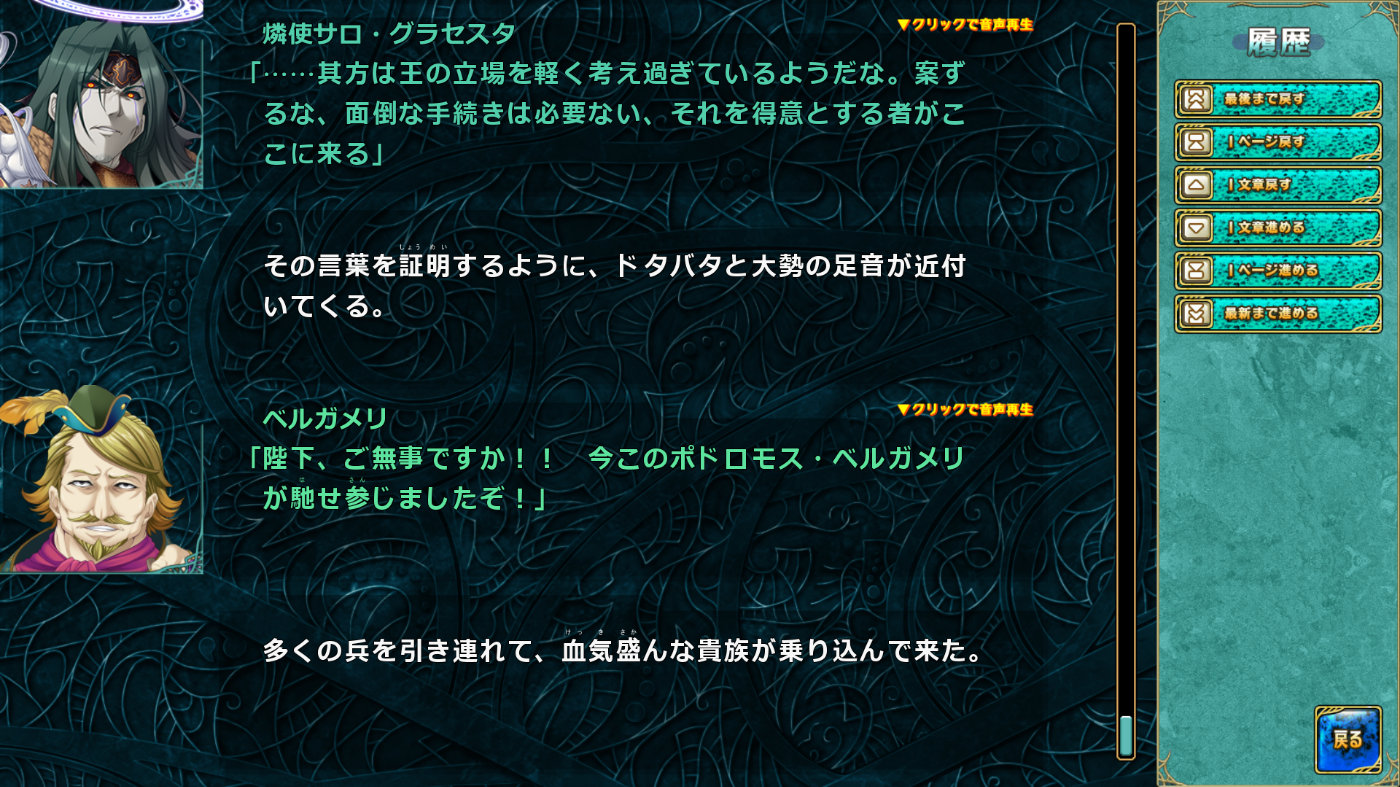 燐使サロ・グラセスタ
▼クリックで音声再生
「……其方は王の立場を軽く考え過ぎているようだな。案ず
るな、面倒な手続きは必要ない、それを得意とする者がこ
こに来る」
しょうめい
その言葉を証明するように、ドタバタと大勢の足音が近付
いてくる。
ベルガメリ
▼クリックで音声再生
「陛下、ご無事ですか！！　今このポドロモス・ベルガメリ
は さん
が馳せ参じましたぞ！」
けっ き さか
多くの兵を引き連れて、血気盛んな貴族が乗り込んで来た。
履歴
最後まで戻す
1ページ戻す
1文章戻す
1文章進める
1ページ進める
最新まで進める
戻る